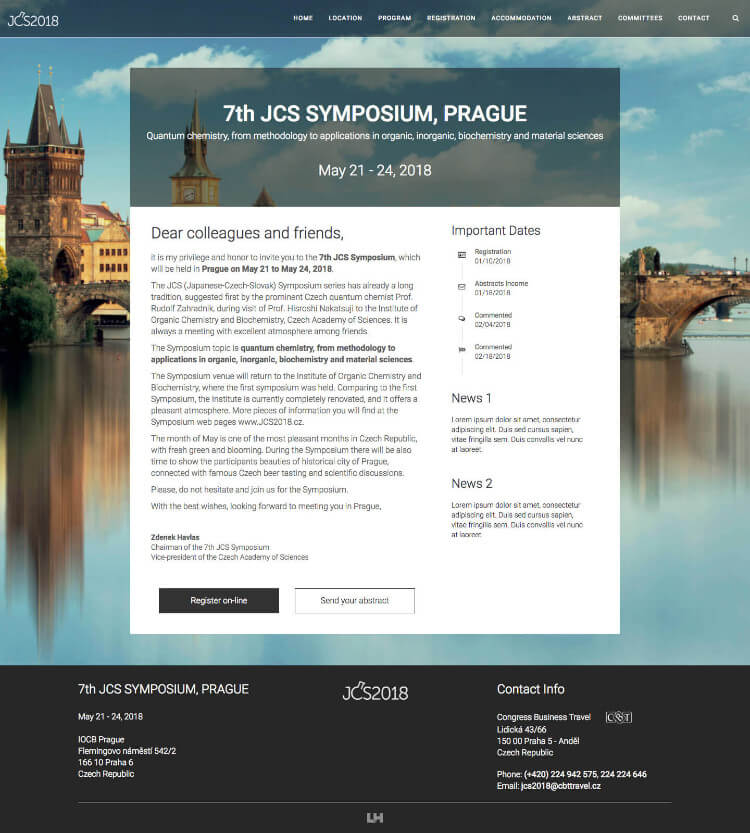 JCS2018
HOME LOCATION PROGRAM REGISTRATION ACCOMMODATION ABSTRACT COMMITTEES CONTACT
7th JCS SYMPOSIUM, PRAGUE
Quantum chemistry, from methodology to applications in organic, inorganic, biochemistry and material sciences
May 21 - 24, 2018
Dear colleagues and friends,
it is my privilege and honor to invite you to the 7th JCS Symposium, which
will be held in Prague on May 21 to May 24, 2018.
The JCS (Japanese-Czech-Slovak) Symposium series has already a long
tradition, suggested first by the prominent Czech quantum chemist Prof.
Rudolf Zahradnik, during visit of Prof. Hisroshi Nakatsuji to the Institute of
Organic Chemistry and Biochemistry, Czech Academy of Sciences. It is
always a meeting with excellent atmosphere among friends.
The Symposium topic is quantum chemistry, from methodology to
applications in organic, inorganic, biochemistry and material sciences.
The Symposium venue will return to the Institute of Organic Chemistry and
Biochemistry, where the first symposium was held. Comparing to the first
Symposium, the Institute is currently completely renovated, and it offers a
pleasant atmosphere. More pieces of information you will find at the
Symposium web pages www.JCS2018.cz.
The month of May is one of the most pleasant months in Czech Republic,
with fresh green and blooming. During the Symposium there will be also
time to show the participants beauties of historical city of Prague,
connected with famous Czech beer tasting and scientific discussions.
Please, do not hesitate and join us for the Symposium.
With the best wishes, looking forward to meeting you in Prague,
Zdenek Havlas
Chairman of the 7th JCS Symposium
Vice-president of the Czech Academy of Sciences
Register on-line
Send your abstract
Important Dates
Registration
01/10/2018
Abstracts Income
01/18/2018
Commented
02/04/2018
Commented
02/18/2018
News 1
Lorem ipsum dolor sit amet, consectetur
adipiscing elit. Duis sed cursus sapien,
vitae fringilla sem. Duis convallis vel nunc
at laoreet.
News 2
Lorem ipsum dolor sit amet, consectetur
adipiscing elit. Duis sed cursus sapien,
vitae fringilla sem. Duis convallis vel nunc
at laoreet.
7th JCS SYMPOSIUM, PRAGUE
May 21 - 24, 2018
IOCB Prague
Flemingovo náměstí 542/2
166 10 Praha 6
Czech Republic
JCS2018
Contact Info
Congress Business Travel
Lidická 43/66
150 00 Praha 5 - Anděl
Czech Republic
Phone: (+420) 224 942 575, 224 224 646
Email: jcs2018@cbttravel.cz